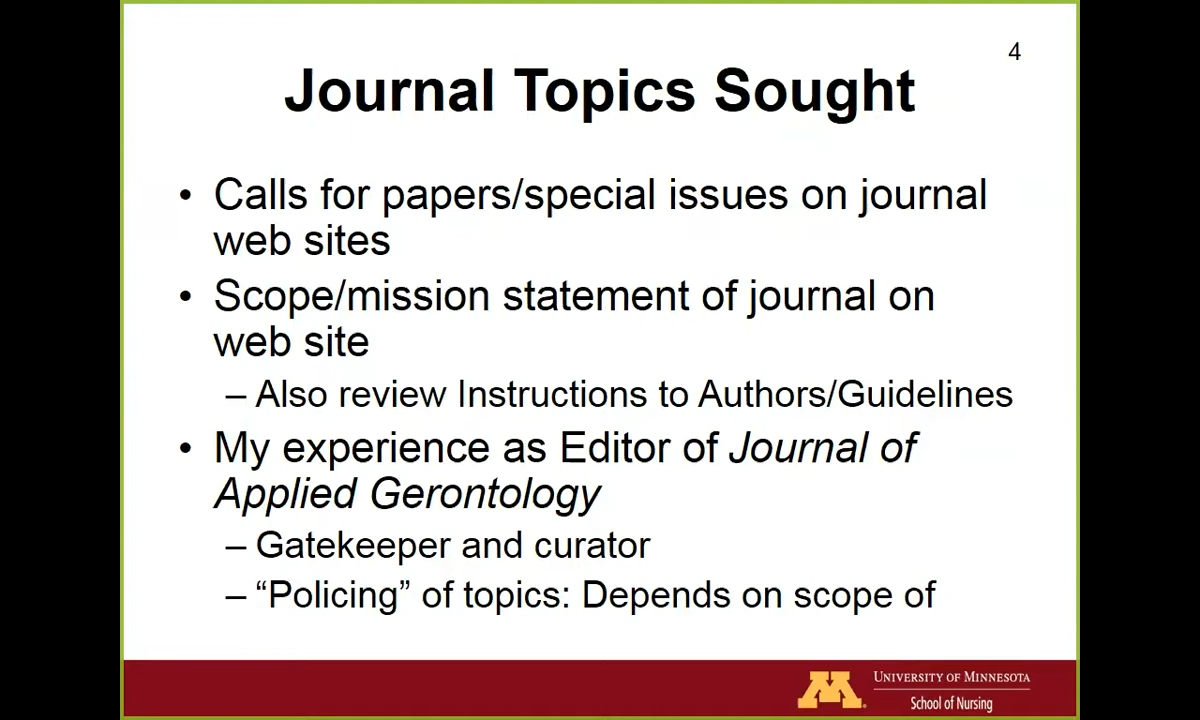 4
Journal Topics Sought
• Calls for papers/special issues on journal
web sites
• Scope/mission statement of journal on
web site
– Also review Instructions to Authors/Guidelines
• My experience as Editor of Journal of
Applied Gerontology
– Gatekeeper and curator
– “Policing” of topics: Depends on scope of
M
University of Minnesota
School of Nursing